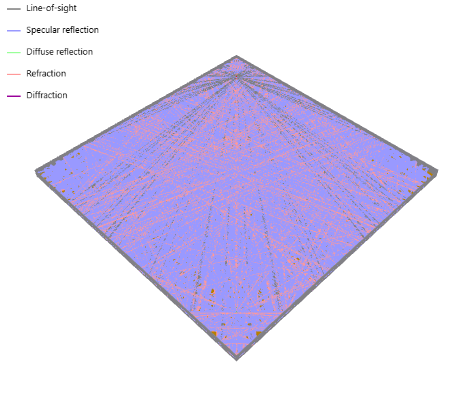 Line-of-sight
Specular reflection
Diffuse reflection
Refraction
Diffraction